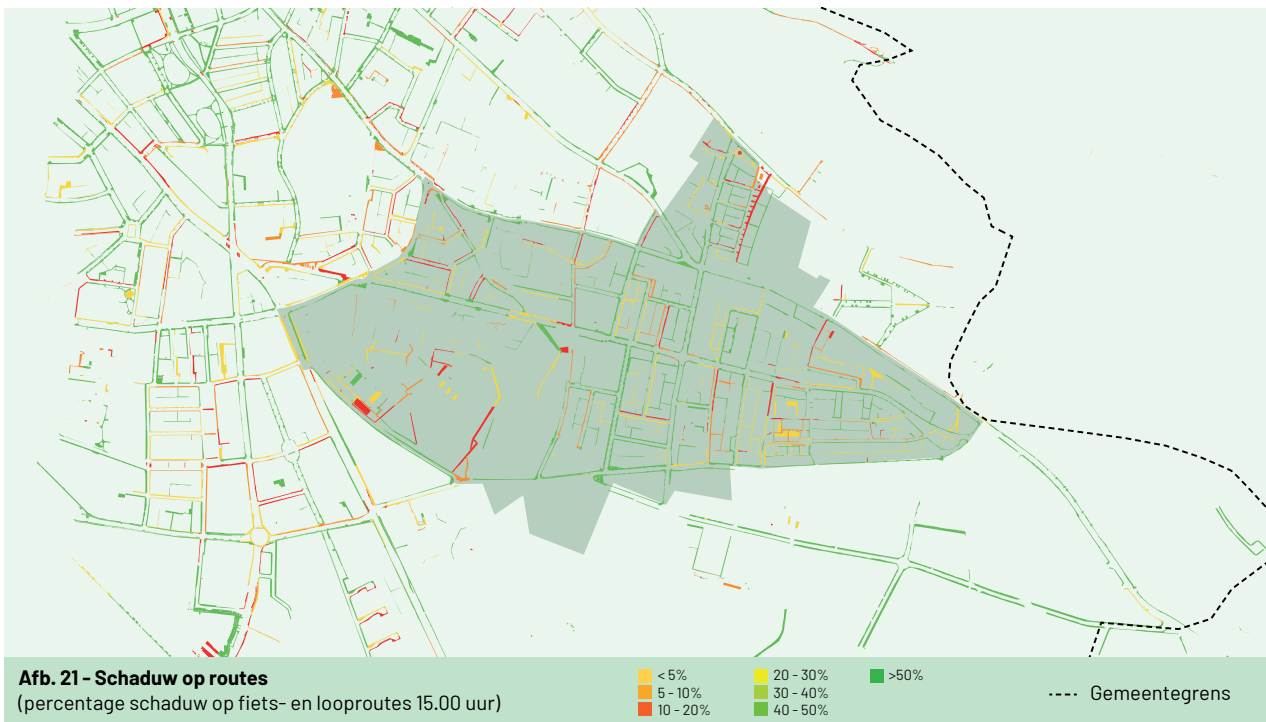 Afb. 21 - Schaduw op routes
(percentage schaduw op fiets- en looproutes 15.00 uur)
< 5%
5 - 10%
10 - 20%
20 - 30%
30 - 40%
40 - 50%
>50%
Gemeentegrens